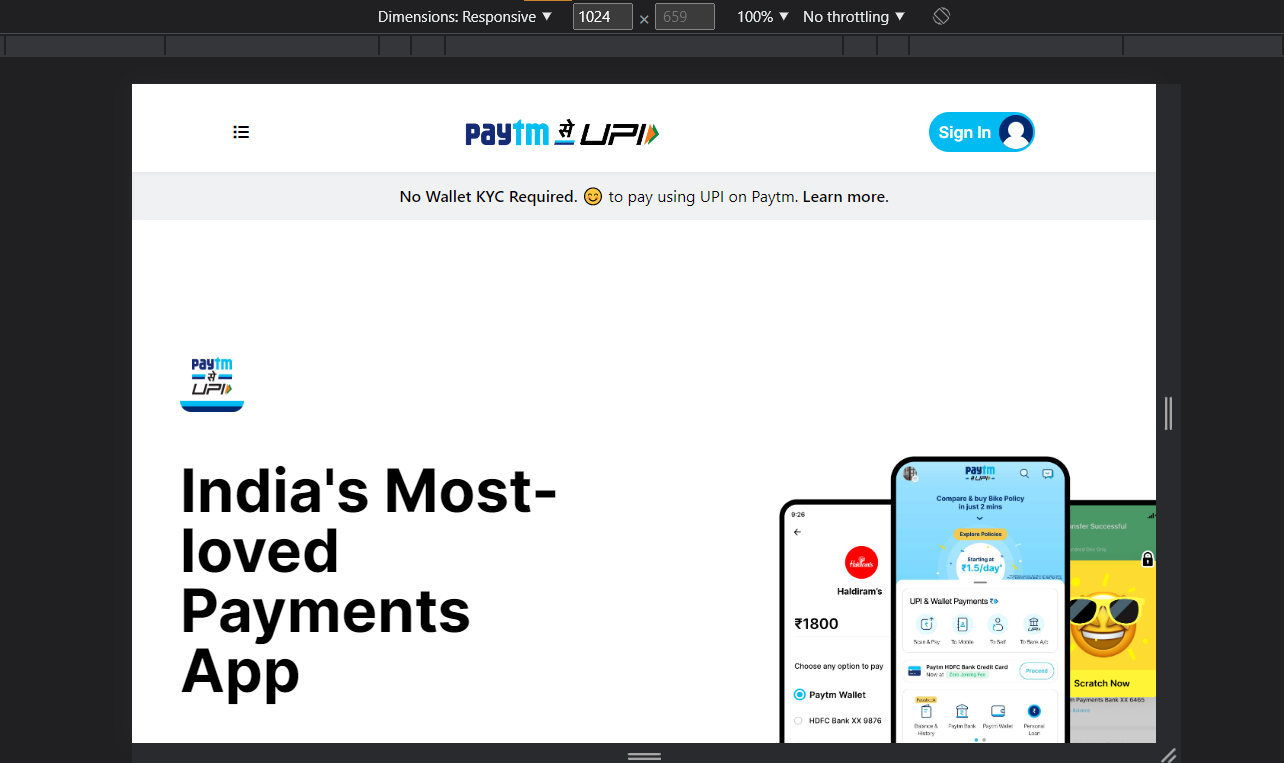 Dimensions: Responsive ▼ 1024 × 659 100% ▼ No throttling ▼
paytm से UPI
Sign In
No Wallet KYC Required. 😊 to pay using UPI on Paytm. Learn more.
paytm
से
UPI
India's Most-
loved
Payments
App
9:26
Haldiram's
Haldiram's
₹1800
Choose any option to pay
Paytm Wallet
HDFC Bank XX 9876
paytm
से UPI
Compare & buy Bike Policy
in just 2 mins
Explore Policies
Starting at
₹1.5/day*
UPI & Wallet Payments
Scan & Pay
To Mobile
To Self
To Bank A/c
Paytm HDFC Bank Credit Card
Now at Zero Joining Fee
Proceed
Balance &
History
Paytm Bank
Paytm Wallet
Personal
Loan
ansfer Successful
Scratch Now
m Payments Bank XX 6465